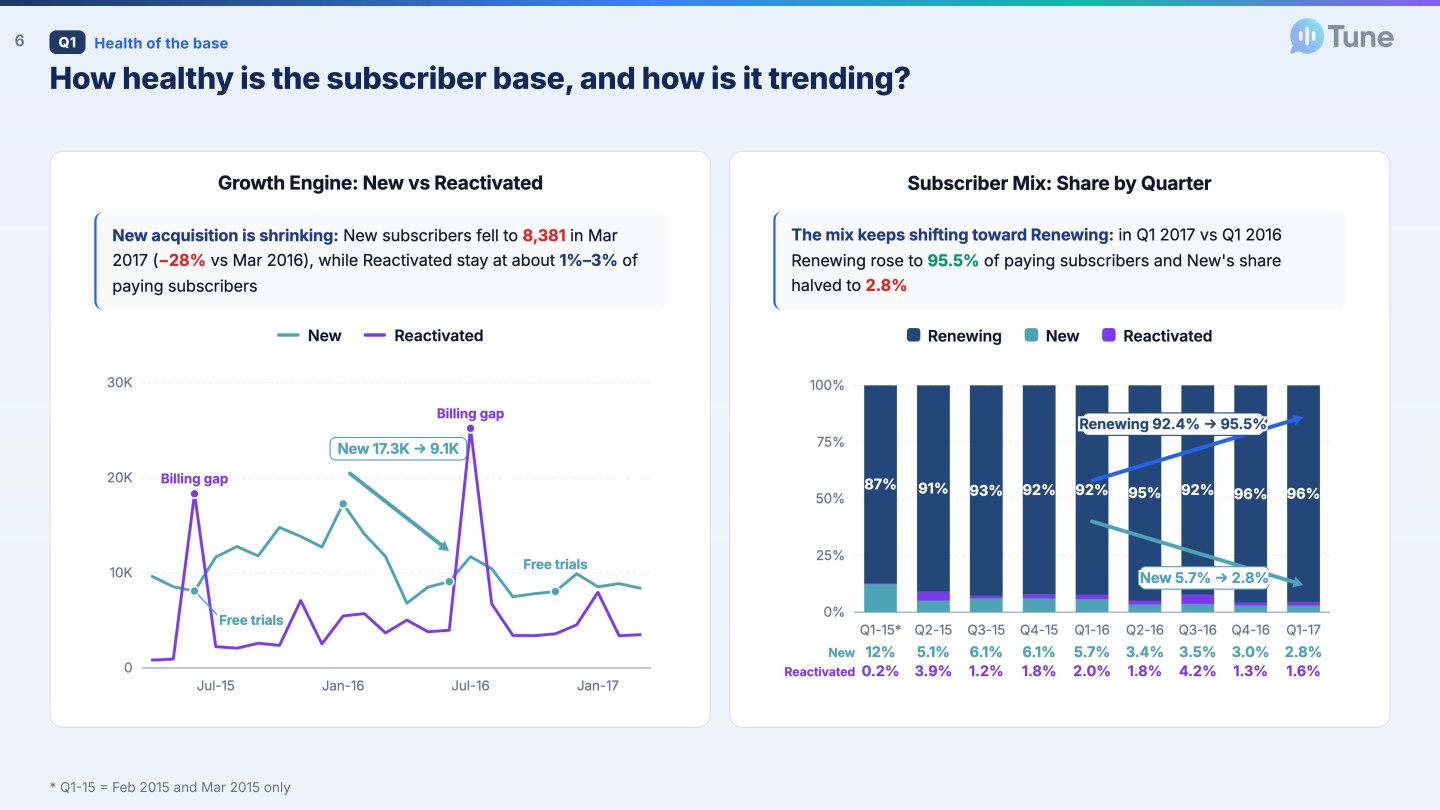 6
Q1 Health of the base
Tune
How healthy is the subscriber base, and how is it trending?
Growth Engine: New vs Reactivated
New acquisition is shrinking: New subscribers fell to 8,381 in Mar
2017 (−28% vs Mar 2016), while Reactivated stay at about 1%–3% of
paying subscribers
New Reactivated
30K
20K
10K
0
Billing gap
New 17.3K → 9.1K
Billing gap
Free trials
Free trials
Jul-15 Jan-16 Jul-16 Jan-17
Subscriber Mix: Share by Quarter
The mix keeps shifting toward Renewing: in Q1 2017 vs Q1 2016
Renewing rose to 95.5% of paying subscribers and New's share
halved to 2.8%
Renewing New Reactivated
100%
75%
50%
25%
0%
Renewing 92.4% → 95.5%
87% 91% 93% 92% 92% 95% 92% 96% 96%
New 5.7% → 2.8%
Q1-15* Q2-15 Q3-15 Q4-15 Q1-16 Q2-16 Q3-16 Q4-16 Q1-17
New 12% 5.1% 6.1% 6.1% 5.7% 3.4% 3.5% 3.0% 2.8%
Reactivated 0.2% 3.9% 1.2% 1.8% 2.0% 1.8% 4.2% 1.3% 1.6%
* Q1-15 = Feb 2015 and Mar 2015 only